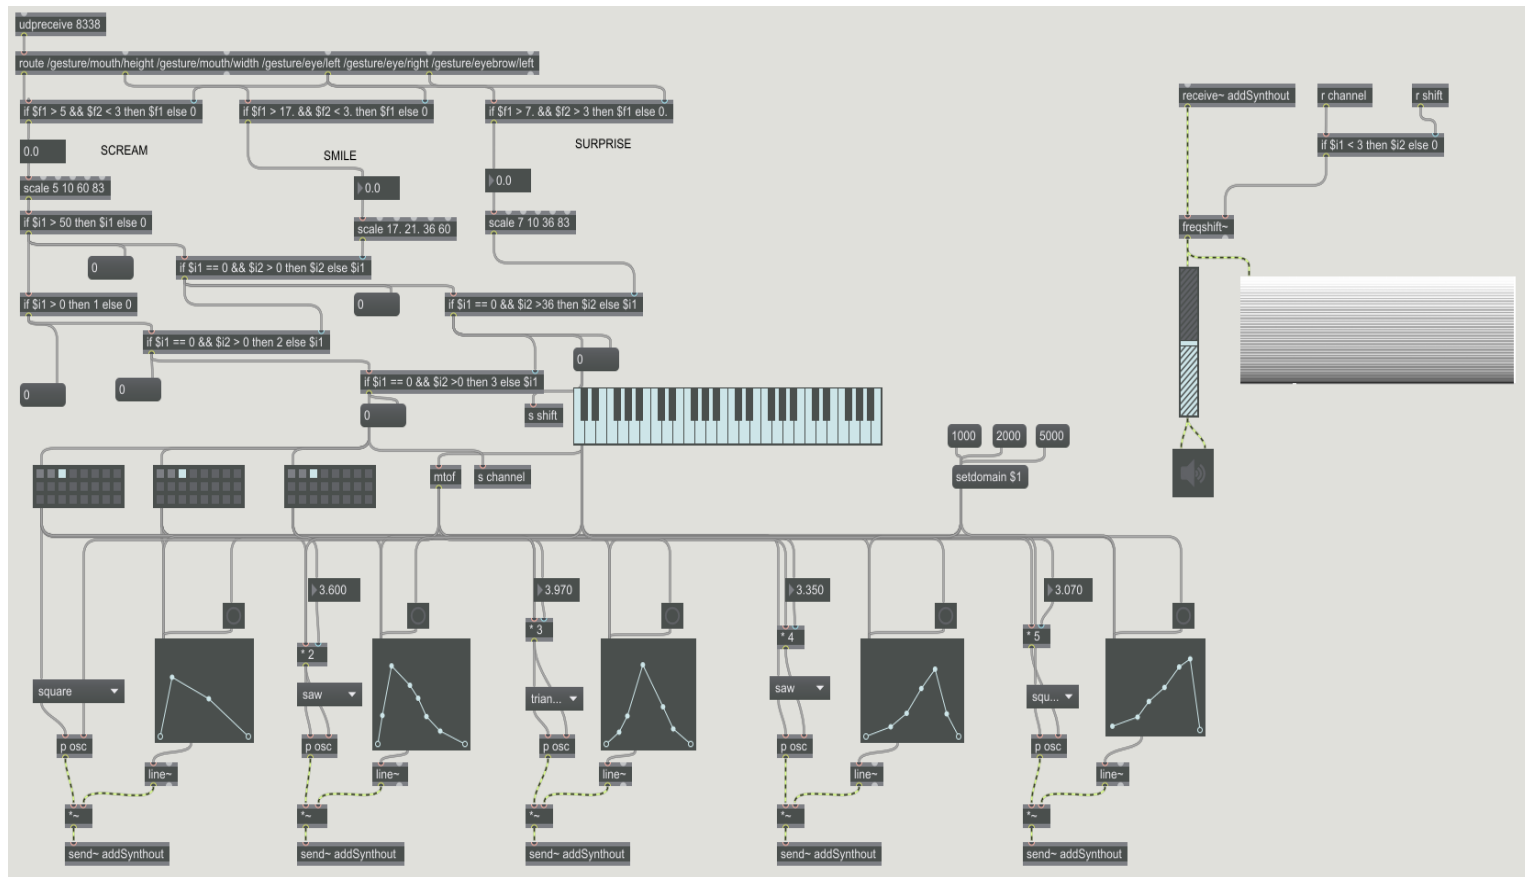 udpreceive 8338
route /gesture/mouth/height /gesture/mouth/width /gesture/eye/left /gesture/eye/right /gesture/eyebrow/left
receive~ addSynthout
r channel
r shift
if $f1 > 5 && $f2 < 3 then $f1 else 0
if $f1 > 17. && $f2 < 3. then $f1 else 0
if $f1 > 7. && $f2 > 3 then $f1 else 0.
if $i1 < 3 then $i2 else 0
0.0
SCREAM
SMILE
SURPRISE
scale 5 10 60 83
0.0
0.0
if $i1 > 50 then $i1 else 0
scale 17. 21. 36 60
scale 7 10 36 83
freqshift~
0
if $i1 == 0 && $i2 > 0 then $i2 else $i1
if $i1 > 0 then 1 else 0
0
if $i1 == 0 && $i2 >36 then $i2 else $i1
if $i1 == 0 && $i2 > 0 then 2 else $i1
0
0
0
if $i1 == 0 && $i2 >0 then 3 else $i1
0
s shift
1000
2000
5000
mtof
s channel
setdomain $1
3.600
3.970
3.350
3.070
* 2
* 3
* 4
* 5
square
saw
trian...
saw
squ...
p osc
p osc
p osc
p osc
p osc
line~
line~
line~
line~
line~
*~
*~
*~
*~
*~
send~ addSynthout
send~ addSynthout
send~ addSynthout
send~ addSynthout
send~ addSynthout